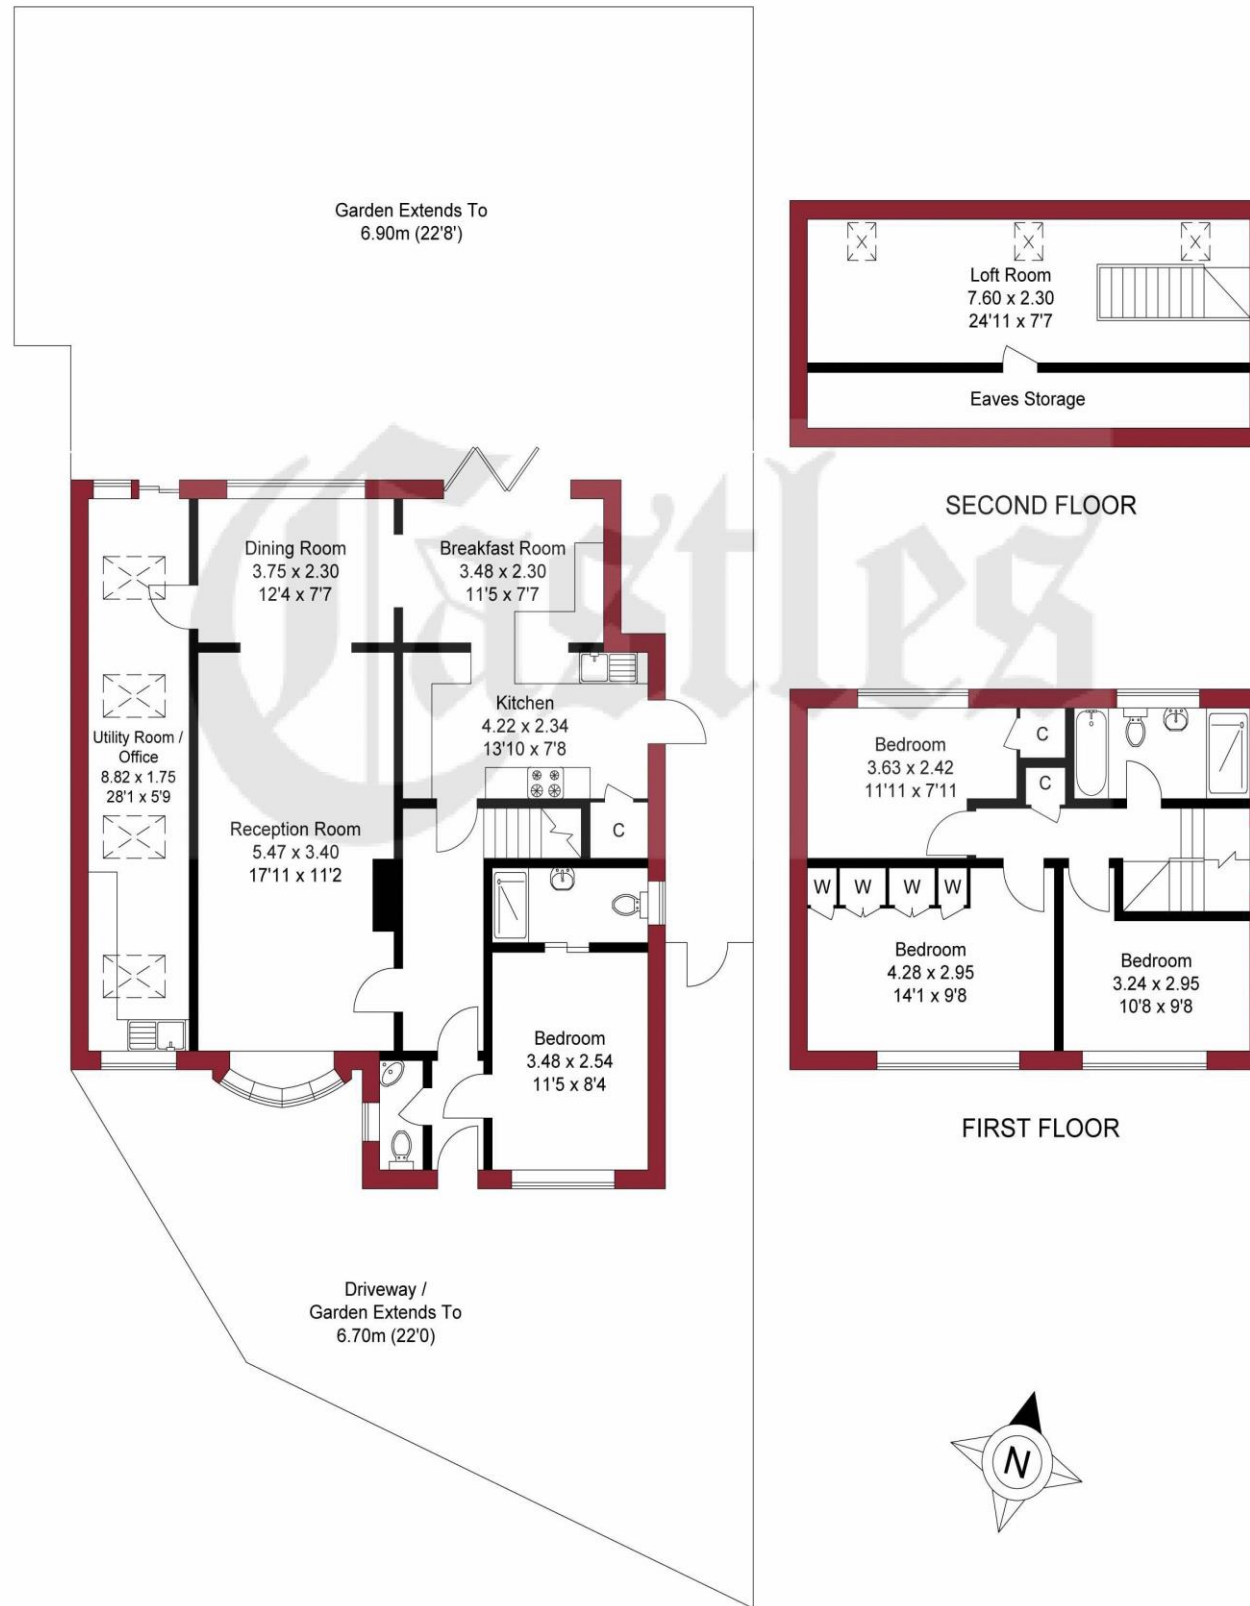 Garden Extends To
6.90m (22'8')
Loft Room
7.60 x 2.30
24'11 x 7'7
Eaves Storage
SECOND FLOOR
Castles
Dining Room
3.75 x 2.30
12'4 x 7'7
Breakfast Room
3.48 x 2.30
11'5 x 7'7
Kitchen
4.22 x 2.34
13'10 x 7'8
Utility Room /
Office
8.82 x 1.75
28'1 x 5'9
Reception Room
5.47 x 3.40
17'11 x 11'2
C
Bedroom
3.48 x 2.54
11'5 x 8'4
Driveway /
Garden Extends To
6.70m (22'0)
Bedroom
3.63 x 2.42
11'11 x 7'11
C
C
W
W
W
W
Bedroom
4.28 x 2.95
14'1 x 9'8
Bedroom
3.24 x 2.95
10'8 x 9'8
FIRST FLOOR
N